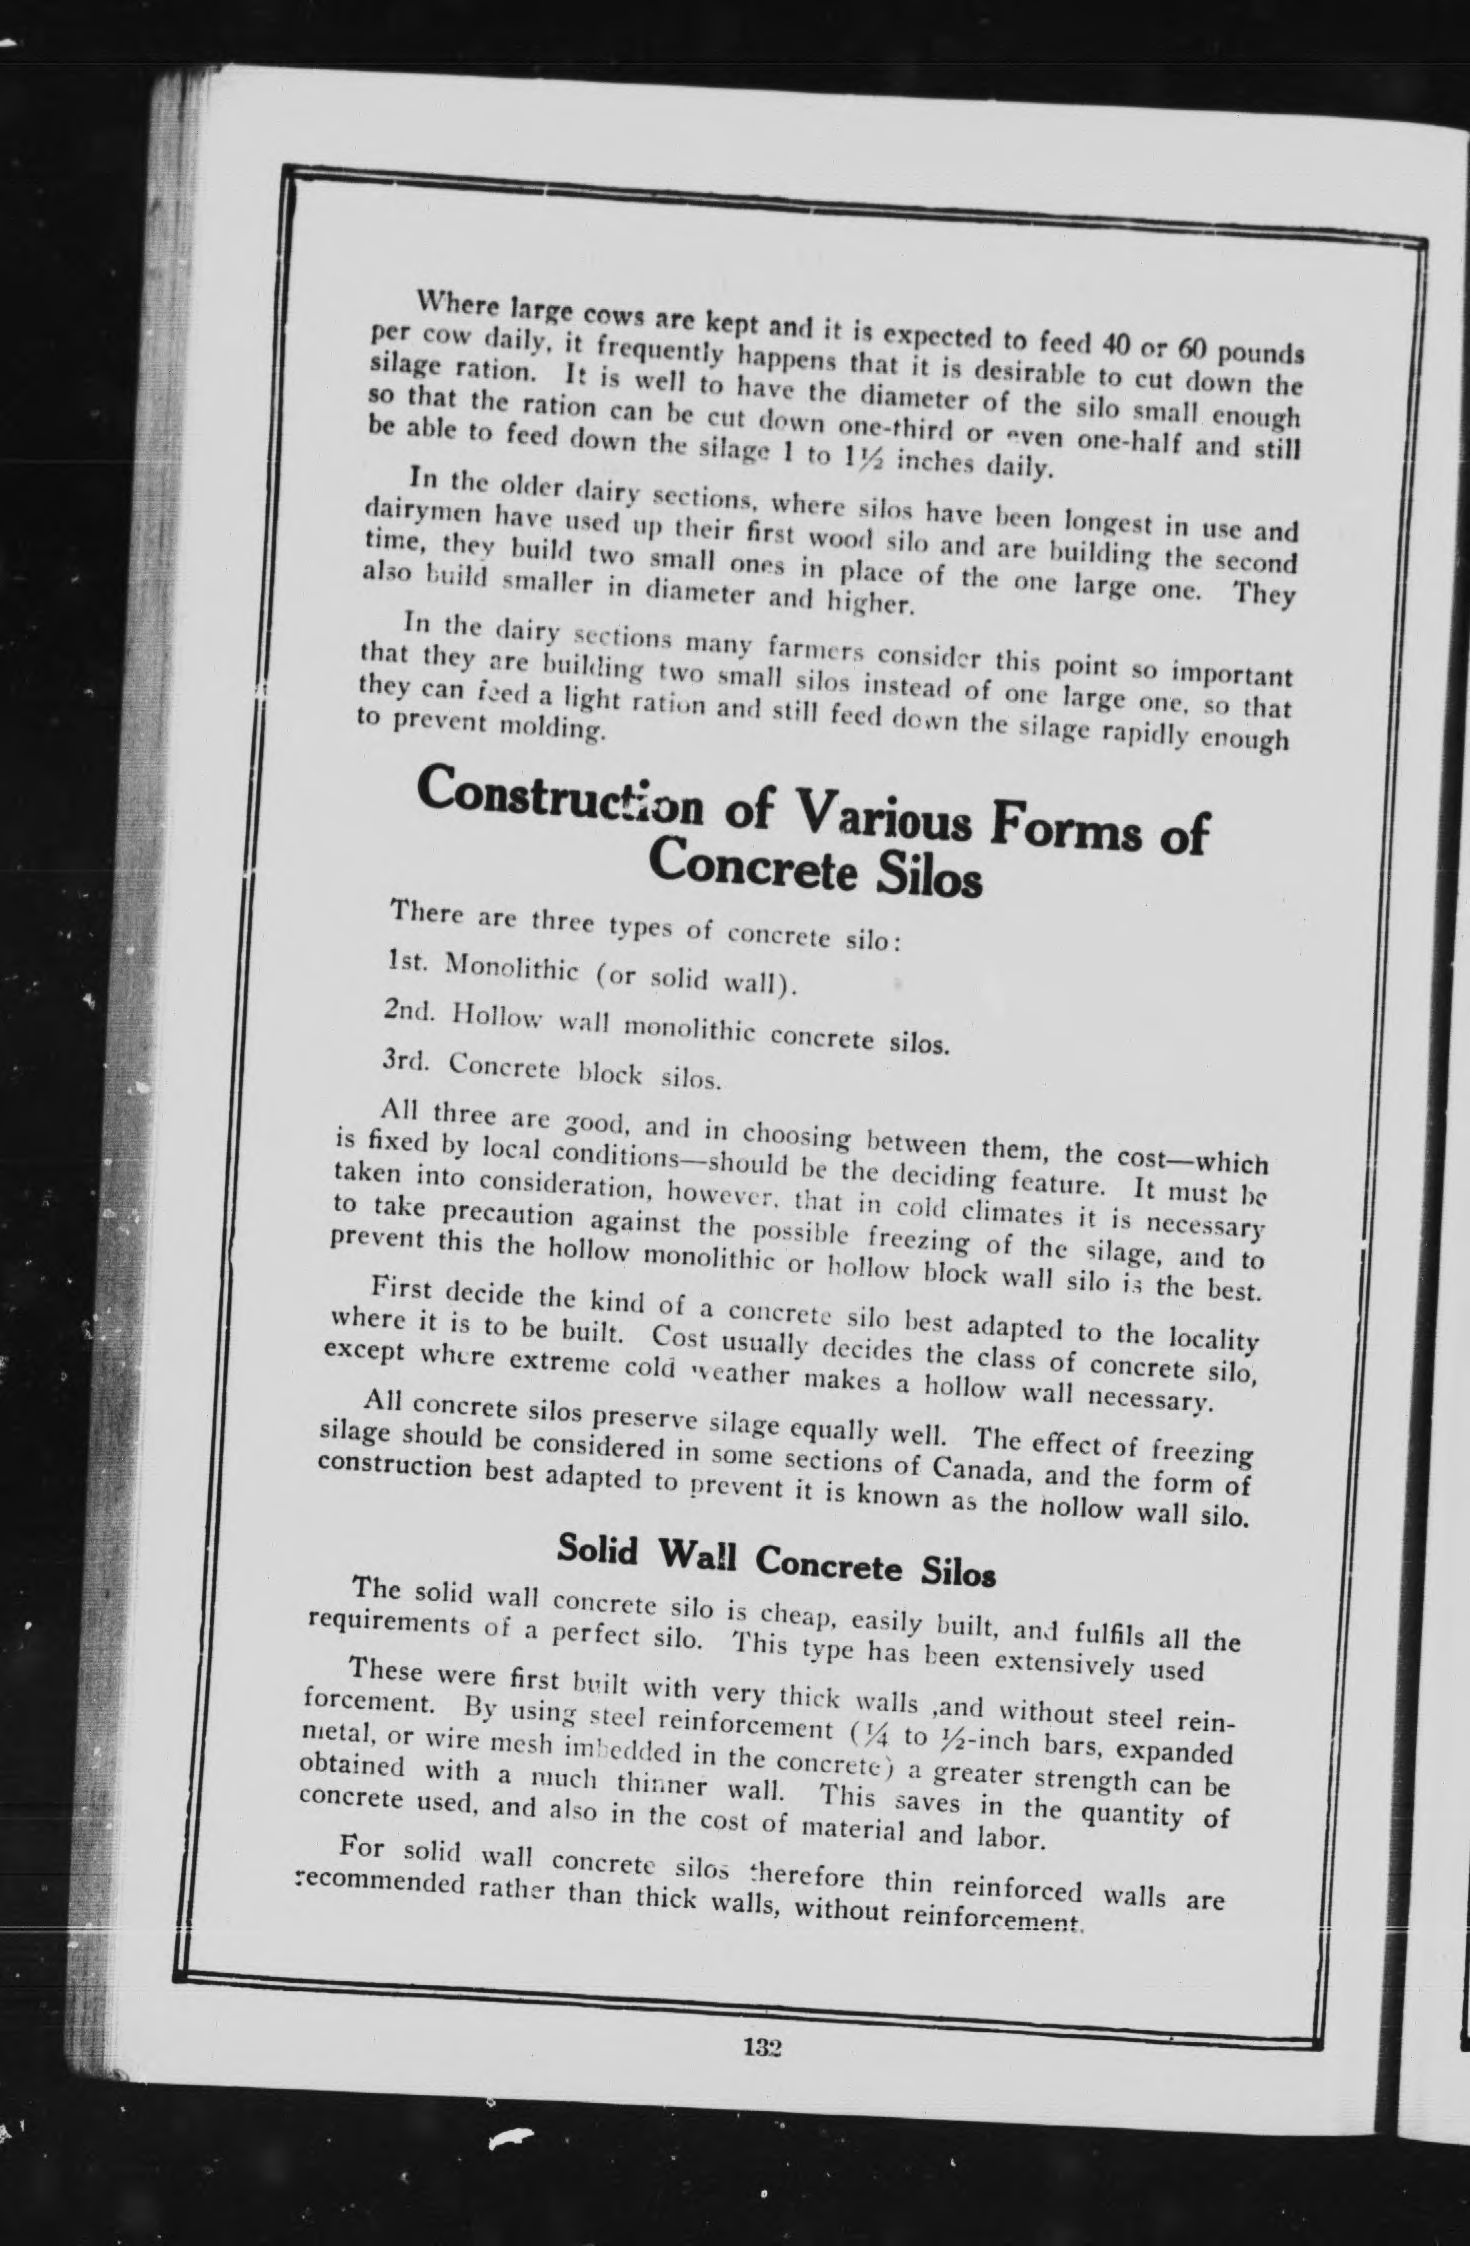 Where large cows are kept and it is expected to feed 40 or 60 pounds
per cow daily, it frequently happens that it is desirable to cut down the
silage ration. It is well to have the diameter of the silo small enough
so that the ration can be cut down one-third or even one-half and still
be able to feed down the silage 1 to 1½ inches daily.
In the older dairy sections, where silos have been longest in use and
dairymen have used up their first wood silo and are building the second
time, they build two small ones in place of the one large one. They
also build smaller in diameter and higher.
In the dairy sections many farmers consider this point so important
that they are building two small silos instead of one large one, so that
they can feed a light ration and still feed down the silage rapidly enough
to prevent molding.
Construction of Various Forms of
Concrete Silos
There are three types of concrete silo:
1st. Monolithic (or solid wall).
2nd. Hollow wall monolithic concrete silos.
3rd. Concrete block silos.
All three are good, and in choosing between them, the cost—which
is fixed by local conditions—should be the deciding feature. It must be
taken into consideration, however, that in cold climates it is necessary
to take precaution against the possible freezing of the silage, and to
prevent this the hollow monolithic or hollow block wall silo is the best.
First decide the kind of a concrete silo best adapted to the locality
where it is to be built. Cost usually decides the class of concrete silo,
except where extreme cold weather makes a hollow wall necessary.
All concrete silos preserve silage equally well. The effect of freezing
silage should be considered in some sections of Canada, and the form of
construction best adapted to prevent it is known as the hollow wall silo.
Solid Wall Concrete Silos
The solid wall concrete silo is cheap, easily built, and fulfils all the
requirements of a perfect silo. This type has been extensively used
These were first built with very thick walls ,and without steel rein-
forcement. By using steel reinforcement (¼ to ½-inch bars, expanded
metal, or wire mesh imbedded in the concrete) a greater strength can be
obtained with a much thinner wall. This saves in the quantity of
concrete used, and also in the cost of material and labor.
For solid wall concrete silos therefore thin reinforced walls are
recommended rather than thick walls, without reinforcement.
132